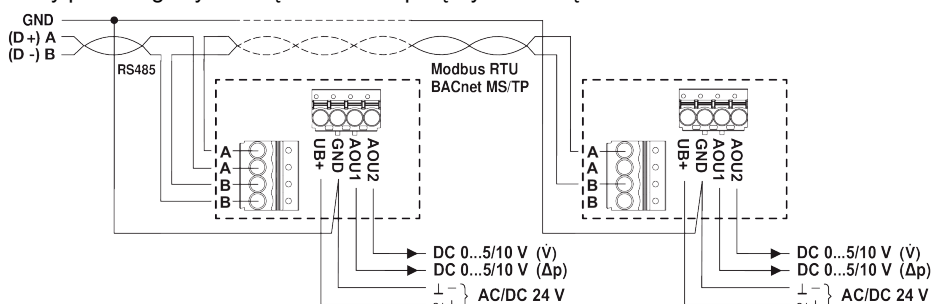 GND
(D+) A
(D -) B
RS485
Modbus RTU
BACnet MS/TP
A
A
B
B
UB+
GND
AOU1
AOU2
A
A
B
B
UB+
GND
AOU1
AOU2
DC 0...5/10 V (V̇)
DC 0...5/10 V (Δp)
AC/DC 24 V
DC 0...5/10 V (V̇)
DC 0...5/10 V (Δp)
AC/DC 24 V